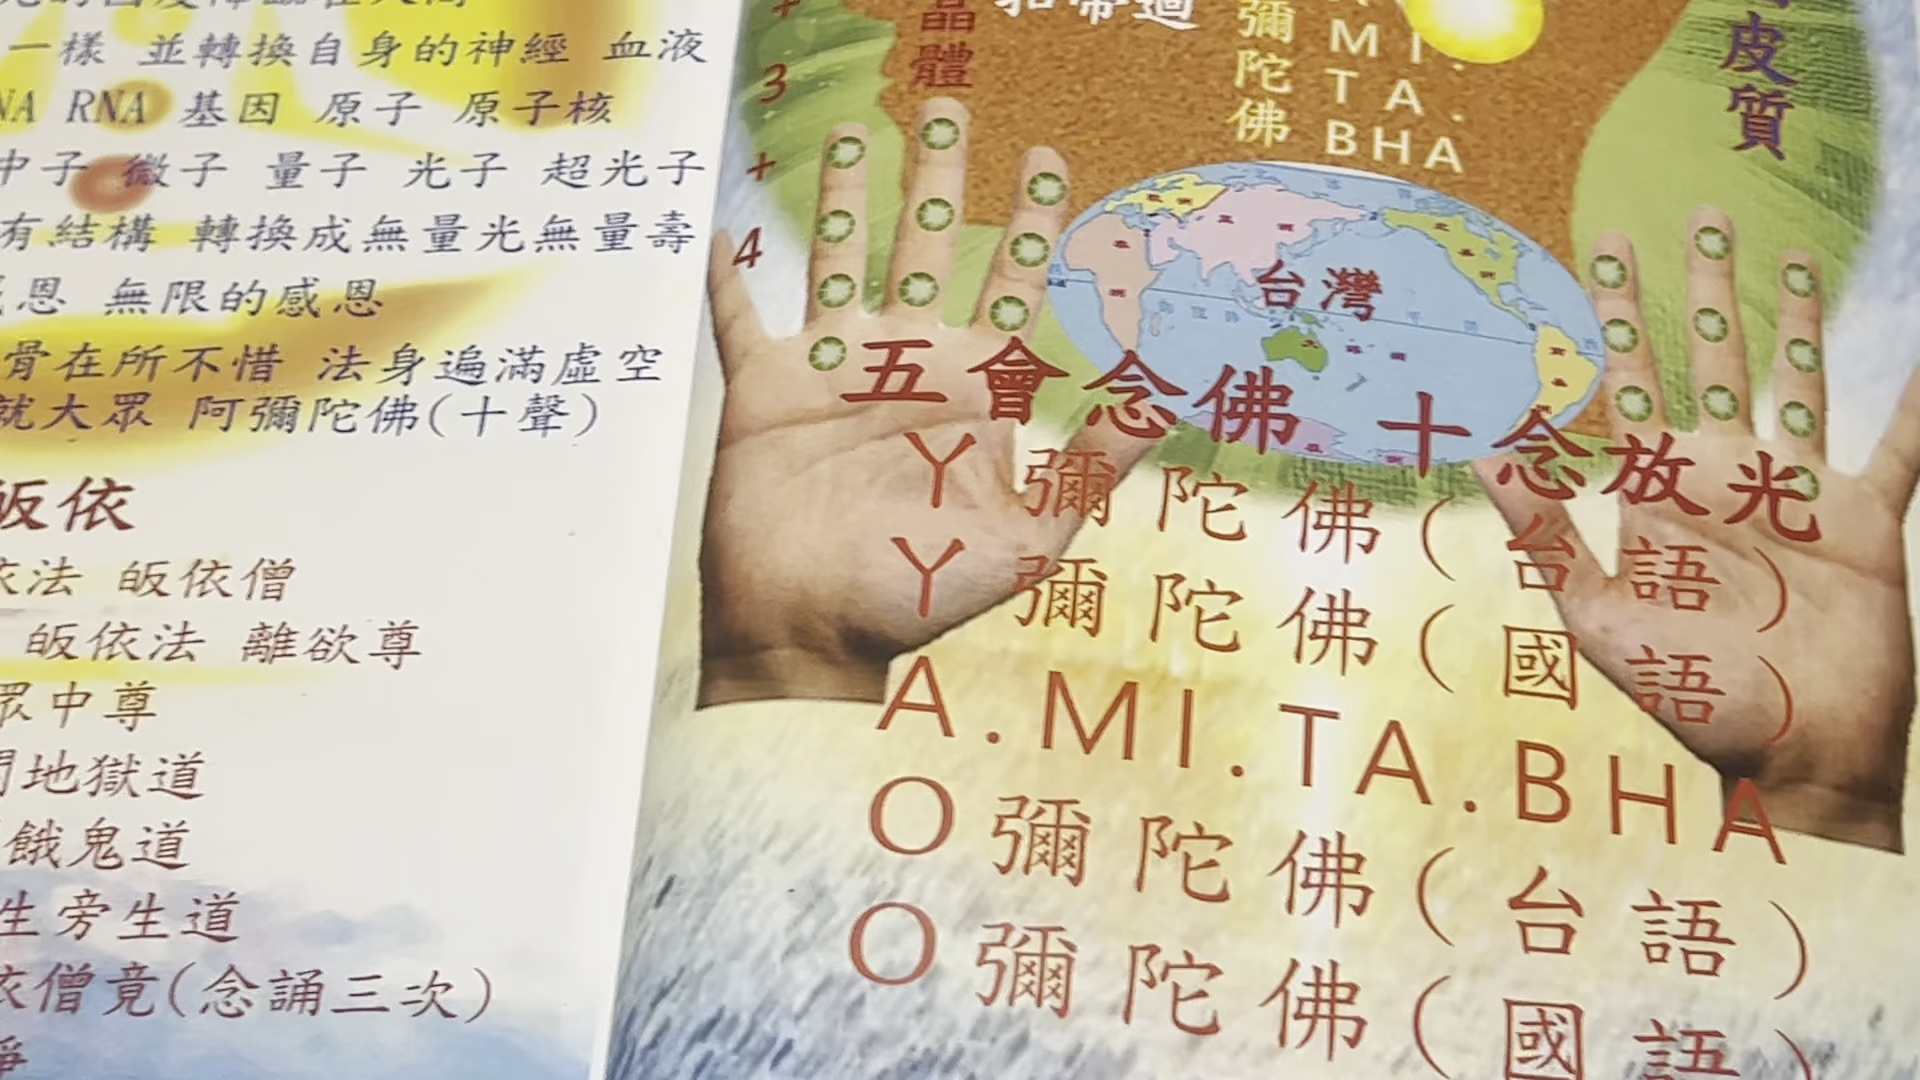 一樣 並轉換自身的神經 血液
RNA 基因 原子 原子核
中子 微子 量子 光子 超光子
有結構 轉換成無量光無量壽
恩 無限的感恩
骨在所不惜 法身遍滿虛空
就大眾 阿彌陀佛(十聲)
皈依
依法 皈依僧
皈依法 離欲尊
眾中尊
地獄道
餓鬼道
生旁生道
依僧竟(念誦三次)
+
3
+
4
晶體
彌陀佛
MI.
TA.
BHA
皮質
台灣
五會念佛 十念放光
Y彌陀佛(台語)
Y彌陀佛(國語)
A.MI.TA.BHA
O彌陀佛(台語)
O彌陀佛(國語)